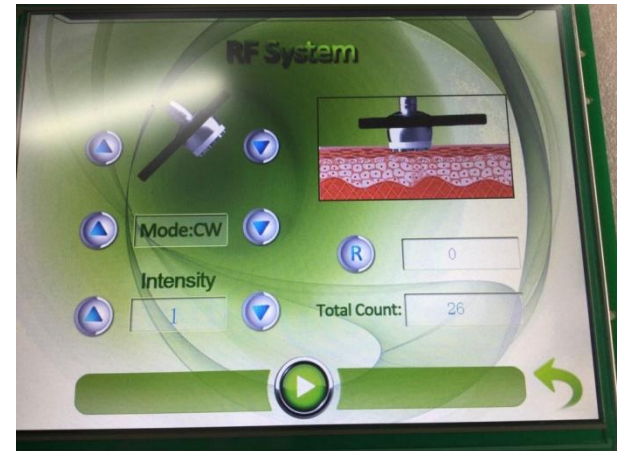 RF System
Mode:CW
R
0
Intensity
1
Total Count:
26